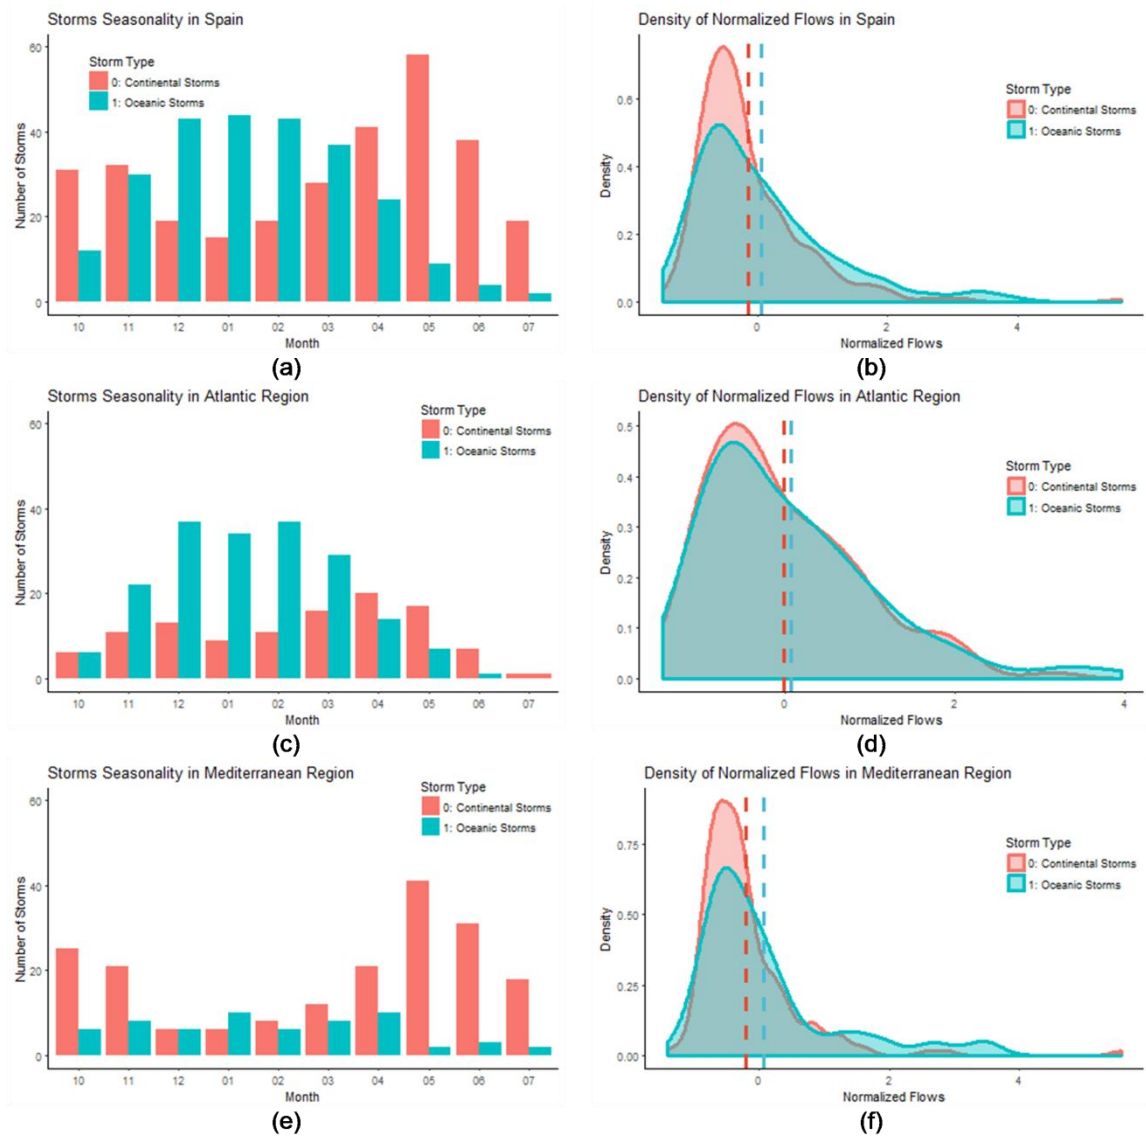 Storms Seasonality in Spain
Storm Type
0: Continental Storms
1: Oceanic Storms
Number of Storms
60
40
20
0
10 11 12 01 02 03 04 05 06 07
Month
(a)
Density of Normalized Flows in Spain
Storm Type
0: Continental Storms
1: Oceanic Storms
Density
0.6
0.4
0.2
0.0
0 2 4
Normalized Flows
(b)
Storms Seasonality in Atlantic Region
Storm Type
0: Continental Storms
1: Oceanic Storms
Number of Storms
60
40
20
0
10 11 12 01 02 03 04 05 06 07
Month
(c)
Density of Normalized Flows in Atlantic Region
Storm Type
0: Continental Storms
1: Oceanic Storms
Density
0.5
0.4
0.3
0.2
0.1
0.0
0 2 4
Normalized Flows
(d)
Storms Seasonality in Mediterranean Region
Storm Type
0: Continental Storms
1: Oceanic Storms
Number of Storms
60
40
20
0
10 11 12 01 02 03 04 05 06 07
Month
(e)
Density of Normalized Flows in Mediterranean Region
Storm Type
0: Continental Storms
1: Oceanic Storms
Density
0.75
0.50
0.25
0.00
0 2 4
Normalized Flows
(f)